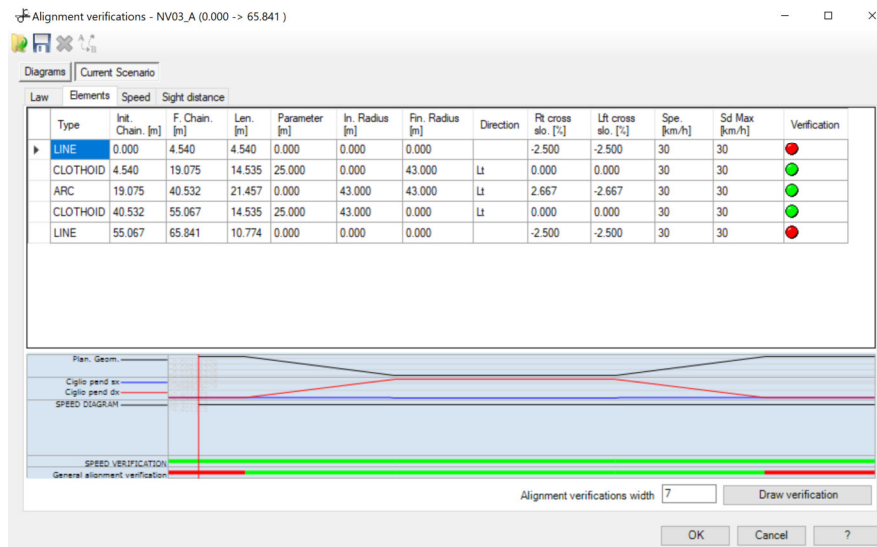 Alignment verifications - NV03_A (0.000 -> 65.841 )
Diagrams Current Scenario
Law Elements Speed Sight distance
Type Init. Chain. [m] F. Chain. [m] Len. [m] Parameter [m] In. Radius [m] Fin. Radius [m] Direction Rt cross slo. [%] Lft cross slo. [%] Spe. [km/h] Sd Max [km/h] Verification
LINE 0.000 4.540 4.540 0.000 0.000 0.000 -2.500 -2.500 30 30
CLOTHOID 4.540 19.075 14.535 25.000 0.000 43.000 Lt 0.000 0.000 30 30
ARC 19.075 40.532 21.457 0.000 43.000 43.000 Lt 2.667 -2.667 30 30
CLOTHOID 40.532 55.067 14.535 25.000 43.000 0.000 Lt 0.000 0.000 30 30
LINE 55.067 65.841 10.774 0.000 0.000 0.000 -2.500 -2.500 30 30
Plan. Geom.
Ciglio pend sx
Ciglio pend dx
SPEED DIAGRAM
SPEED VERIFICATION
General alignment verification
Alignment verifications width 7 Draw verification
OK Cancel ?